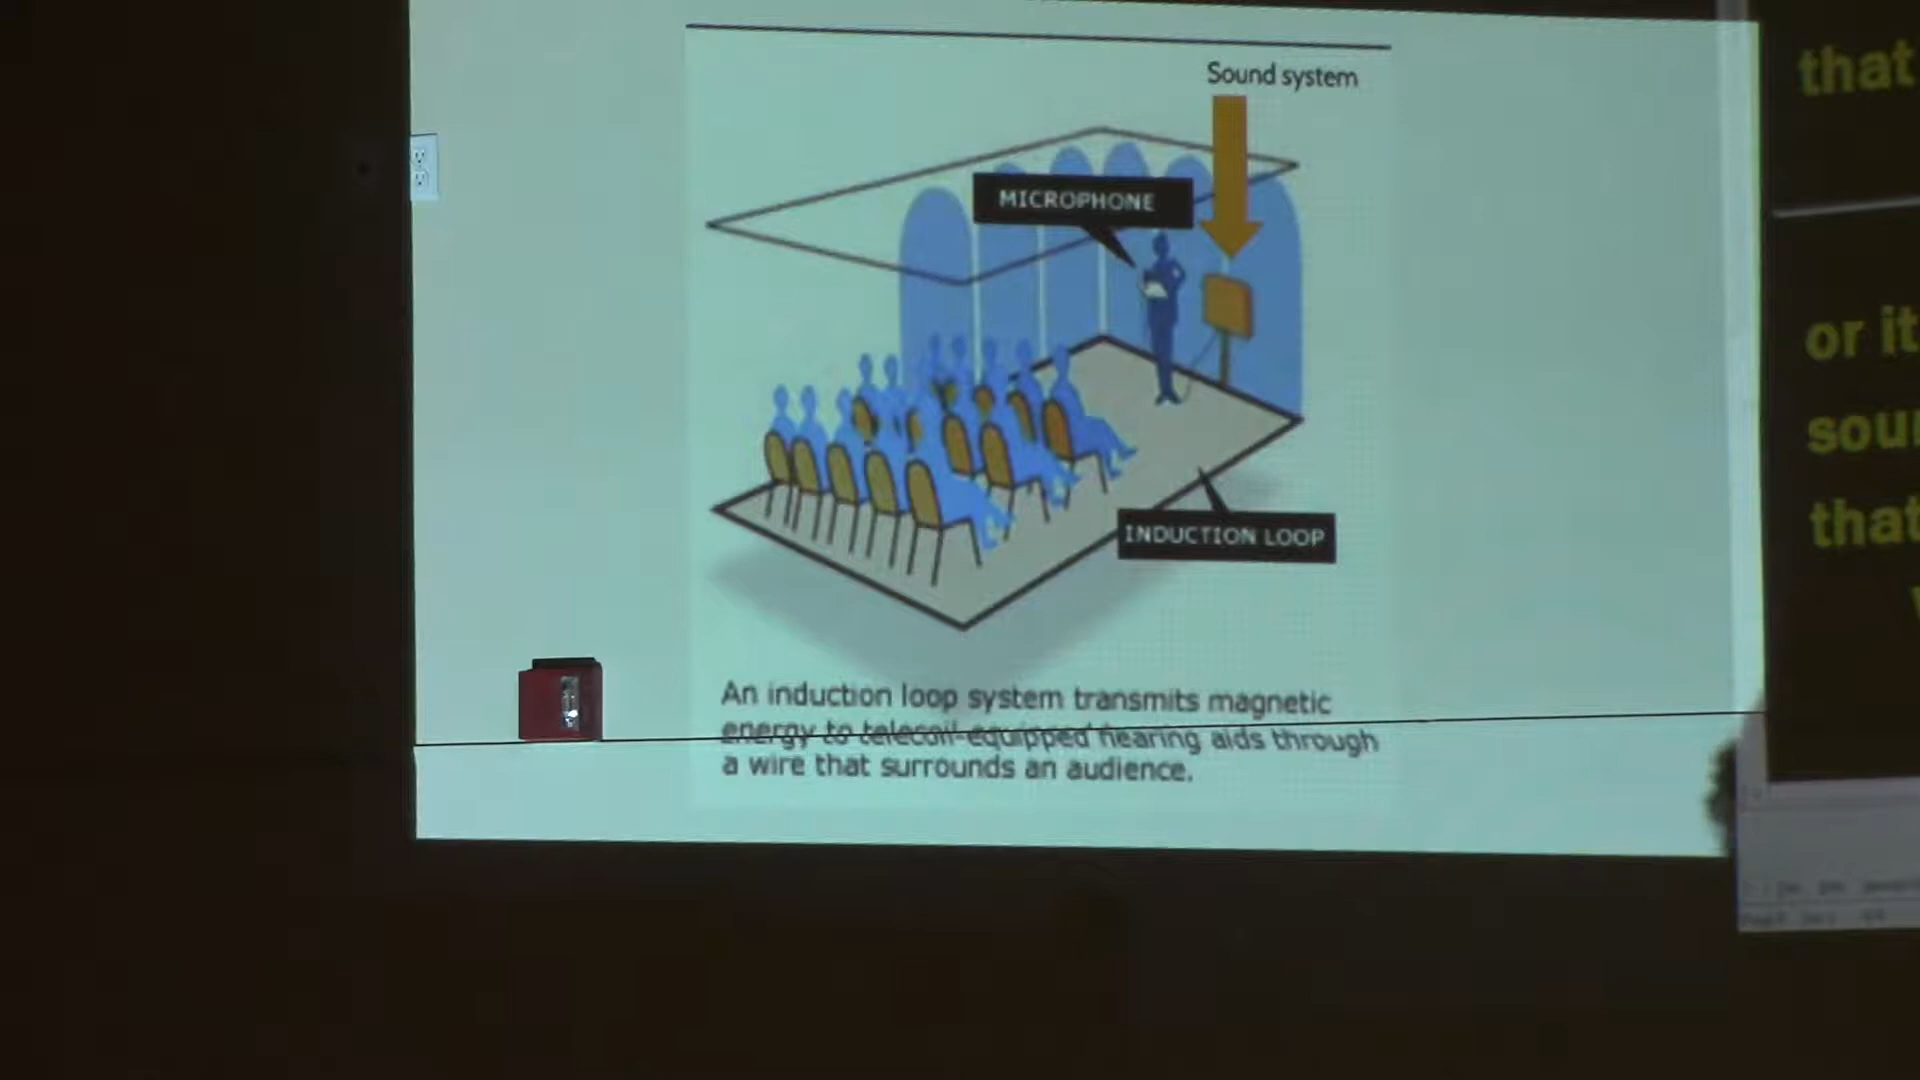 Sound system
MICROPHONE
INDUCTION LOOP
An induction loop system transmits magnetic
energy to telecoil-equipped hearing aids through
a wire that surrounds an audience.
that
or it
sour
that